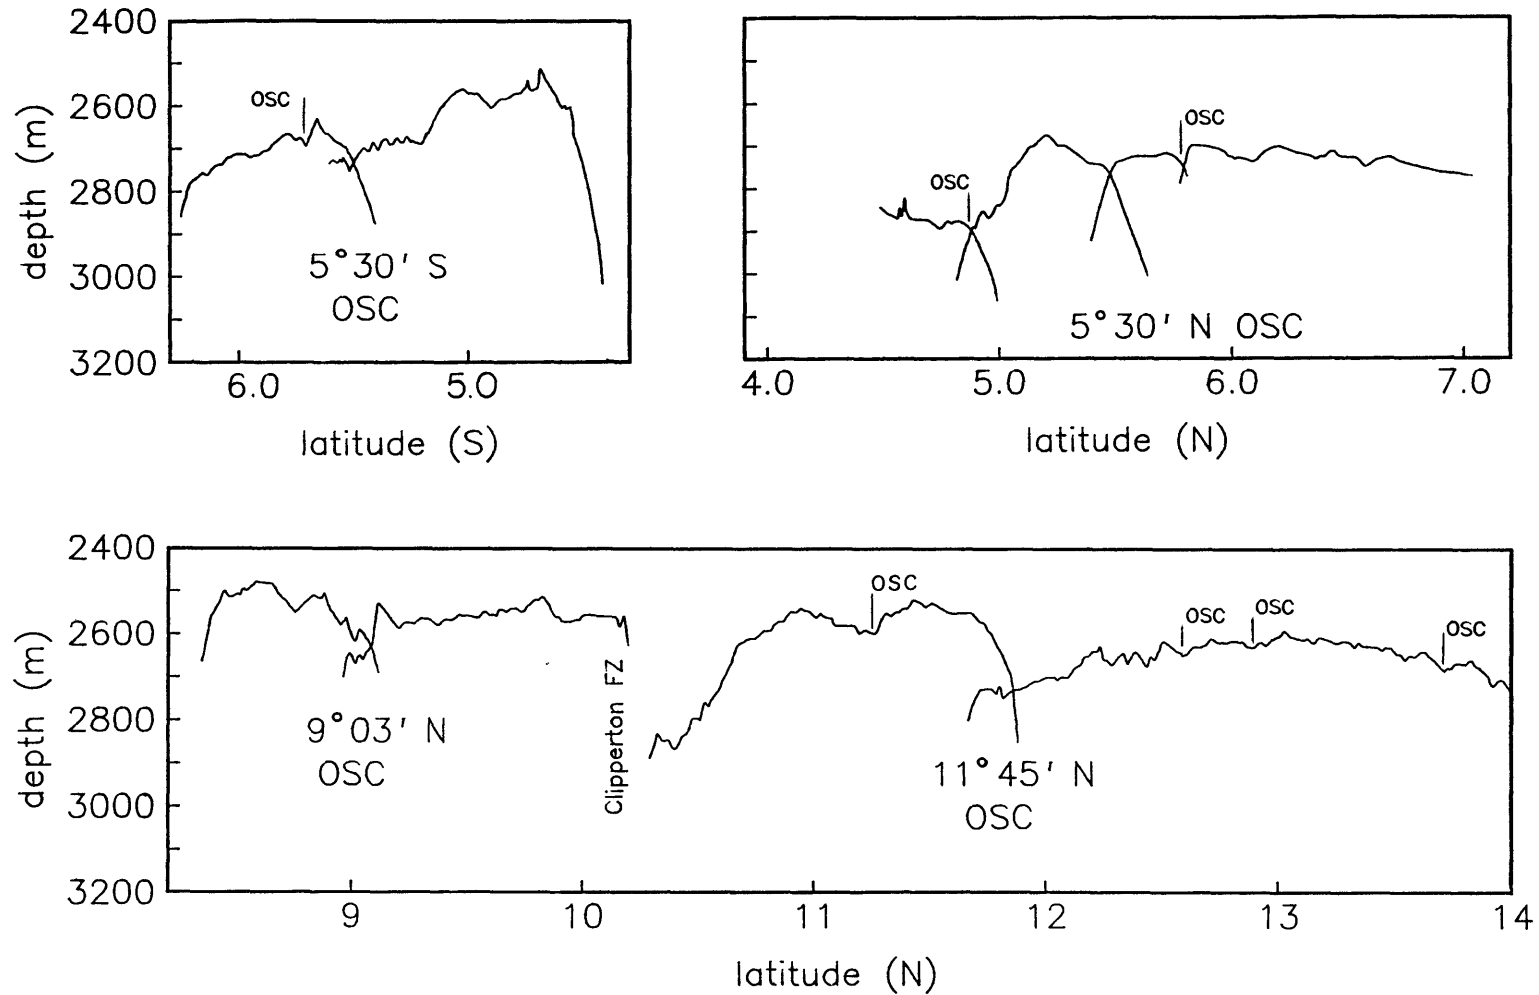 2400
2600
2800
3000
3200
depth (m)
OSC
5°30' S
OSC
6.0
5.0
latitude (S)
OSC
OSC
5°30' N OSC
4.0
5.0
6.0
7.0
latitude (N)
2400
2600
2800
3000
3200
depth (m)
9°03' N
OSC
Clipperton FZ
OSC
11°45' N
OSC
OSC
OSC
OSC
9
10
11
12
13
14
latitude (N)